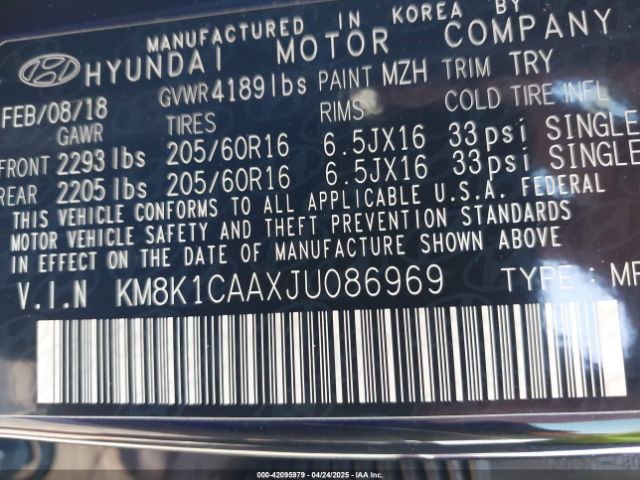 MANUFACTURED IN KOREA BY
HYUNDAI MOTOR COMPANY
FEB/08/18 GVWR 4189 lbs PAINT MZH TRIM TRY
GAWR TIRES RIMS COLD TIRE INFL
FRONT 2293 lbs 205/60R16 6.5JX16 33 psi SINGLE
REAR 2205 lbs 205/60R16 6.5JX16 33 psi SINGLE
THIS VEHICLE CONFORMS TO ALL APPLICABLE U.S.A. FEDERAL
MOTOR VEHICLE SAFETY AND THEFT PREVENTION STANDARDS
IN EFFECT ON THE DATE OF MANUFACTURE SHOWN ABOVE.
V.I.N KM8K1CAAXJU086969 TYPE : MP
000-42095979 - 04/24/2025 - WWW.IAAI.COM